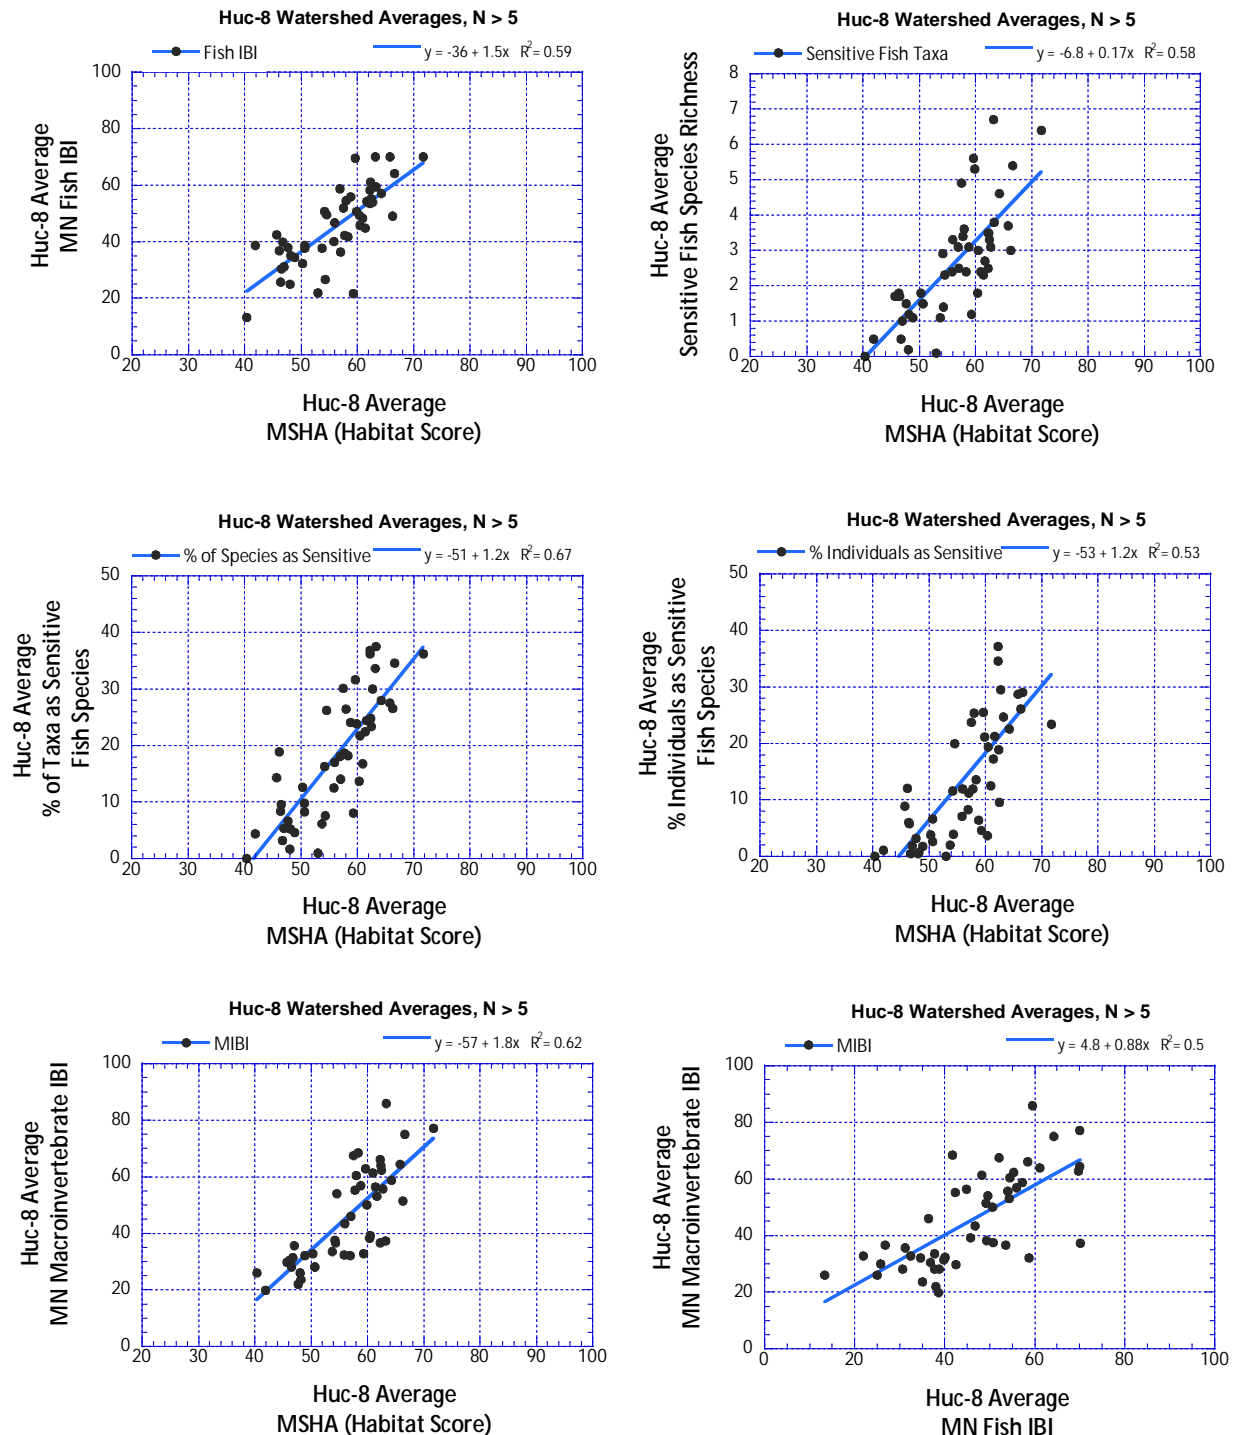 Huc-8 Watershed Averages, N > 5
Fish IBI
y = -36 + 1.5x R²= 0.59
Huc-8 Average
MN Fish IBI
100
80
60
40
20
0
20 30 40 50 60 70 80 90 100
Huc-8 Average
MSHA (Habitat Score)
Huc-8 Watershed Averages, N > 5
Sensitive Fish Taxa
y = -6.8 + 0.17x R²= 0.58
Huc-8 Average
Sensitive Fish Species Richness
8
7
6
5
4
3
2
1
0
20 30 40 50 60 70 80 90 100
Huc-8 Average
MSHA (Habitat Score)
Huc-8 Watershed Averages, N > 5
% of Species as Sensitive
y = -51 + 1.2x R²= 0.67
Huc-8 Average
% of Taxa as Sensitive
Fish Species
50
40
30
20
10
0
20 30 40 50 60 70 80 90 100
Huc-8 Average
MSHA (Habitat Score)
Huc-8 Watershed Averages, N > 5
% Individuals as Sensitive
y = -53 + 1.2x R²= 0.53
Huc-8 Average
% Individuals as Sensitive
Fish Species
50
40
30
20
10
0
20 30 40 50 60 70 80 90 100
Huc-8 Average
MSHA (Habitat Score)
Huc-8 Watershed Averages, N > 5
MIBI
y = -57 + 1.8x R²= 0.62
Huc-8 Average
MN Macroinvertebrate IBI
100
80
60
40
20
0
20 30 40 50 60 70 80 90 100
Huc-8 Average
MSHA (Habitat Score)
Huc-8 Watershed Averages, N > 5
MIBI
y = 4.8 + 0.88x R²= 0.5
Huc-8 Average
MN Macroinvertebrate IBI
100
80
60
40
20
0
0 20 40 60 80 100
Huc-8 Average
MN Fish IBI